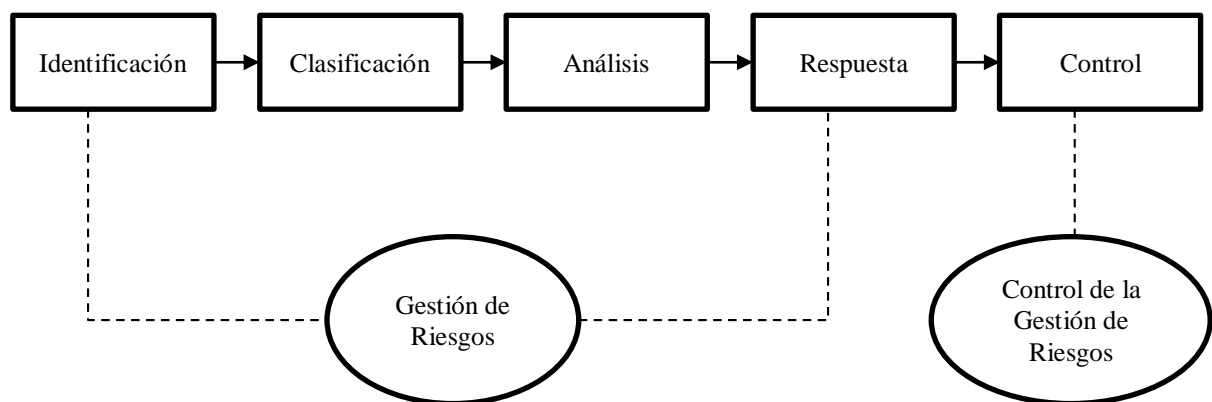 Identificación
Clasificación
Análisis
Respuesta
Control
Gestión de
Riesgos
Control de la
Gestión de
Riesgos